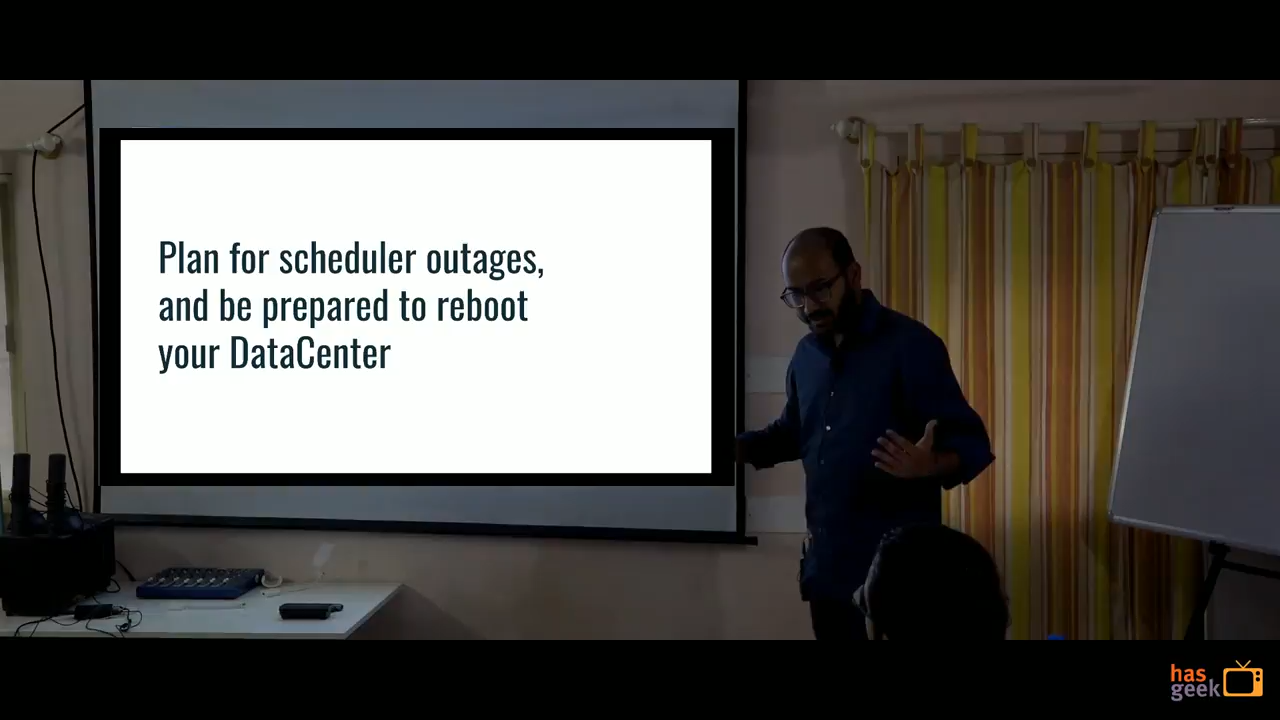 Plan for scheduler outages,
and be prepared to reboot
your DataCenter
has
geek